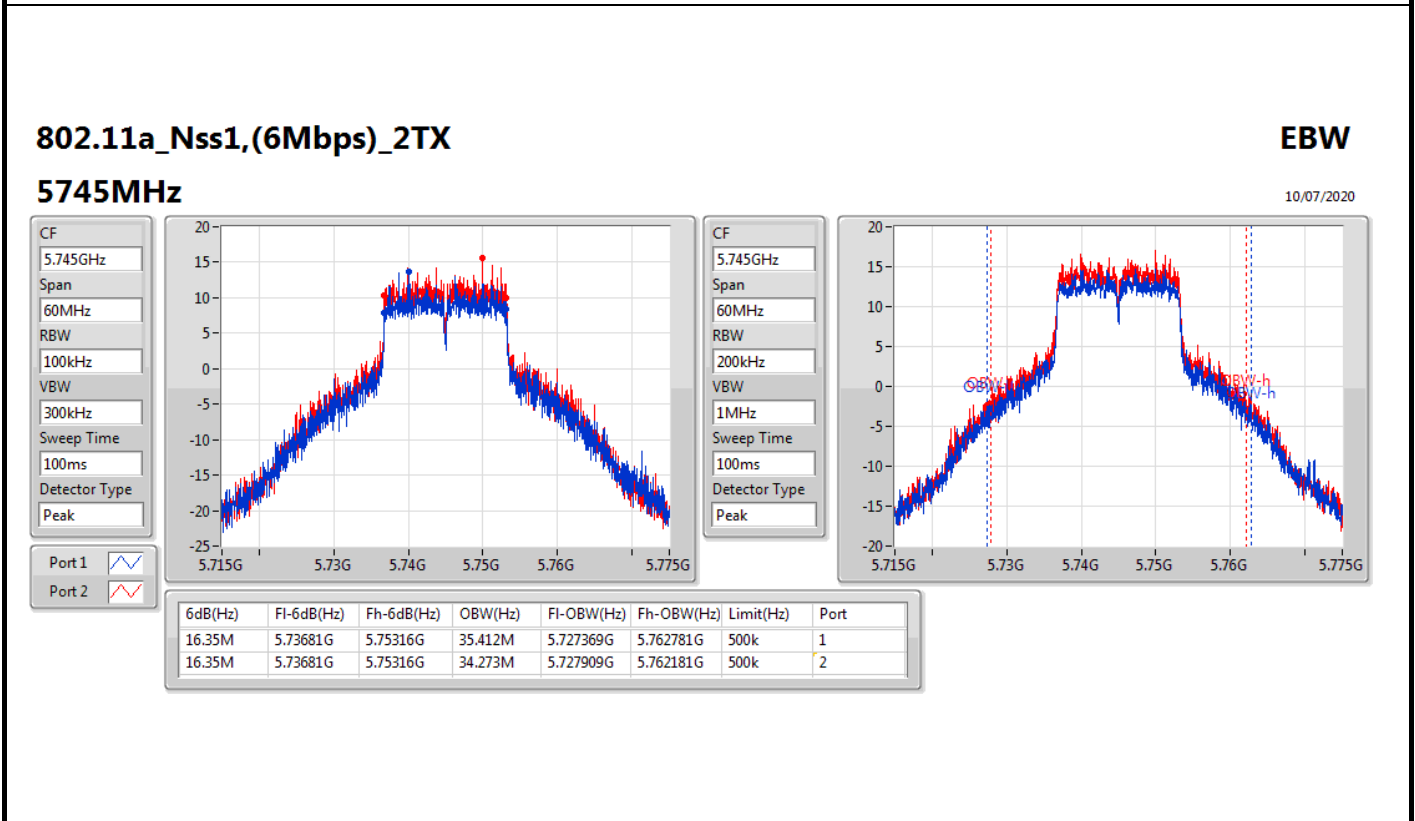 802.11a_Nss1,(6Mbps)_2TX
EBW
5745MHz
10/07/2020
CF
5.745GHz
Span
60MHz
RBW
100kHz
VBW
300kHz
Sweep Time
100ms
Detector Type
Peak
Port 1
Port 2
20
15
10
5
0
-5
-10
-15
-20
-25
5.715G 5.73G 5.74G 5.75G 5.76G 5.775G
CF
5.745GHz
Span
60MHz
RBW
200kHz
VBW
1MHz
Sweep Time
100ms
Detector Type
Peak
20
15
10
5
0
-5
-10
-15
-20
OBW-h
5.715G 5.73G 5.74G 5.75G 5.76G 5.775G
6dB(Hz) Fl-6dB(Hz) Fh-6dB(Hz) OBW(Hz) Fl-OBW(Hz) Fh-OBW(Hz) Limit(Hz) Port
16.35M 5.73681G 5.75316G 35.412M 5.727369G 5.762781G 500k 1
16.35M 5.73681G 5.75316G 34.273M 5.727909G 5.762181G 500k 2